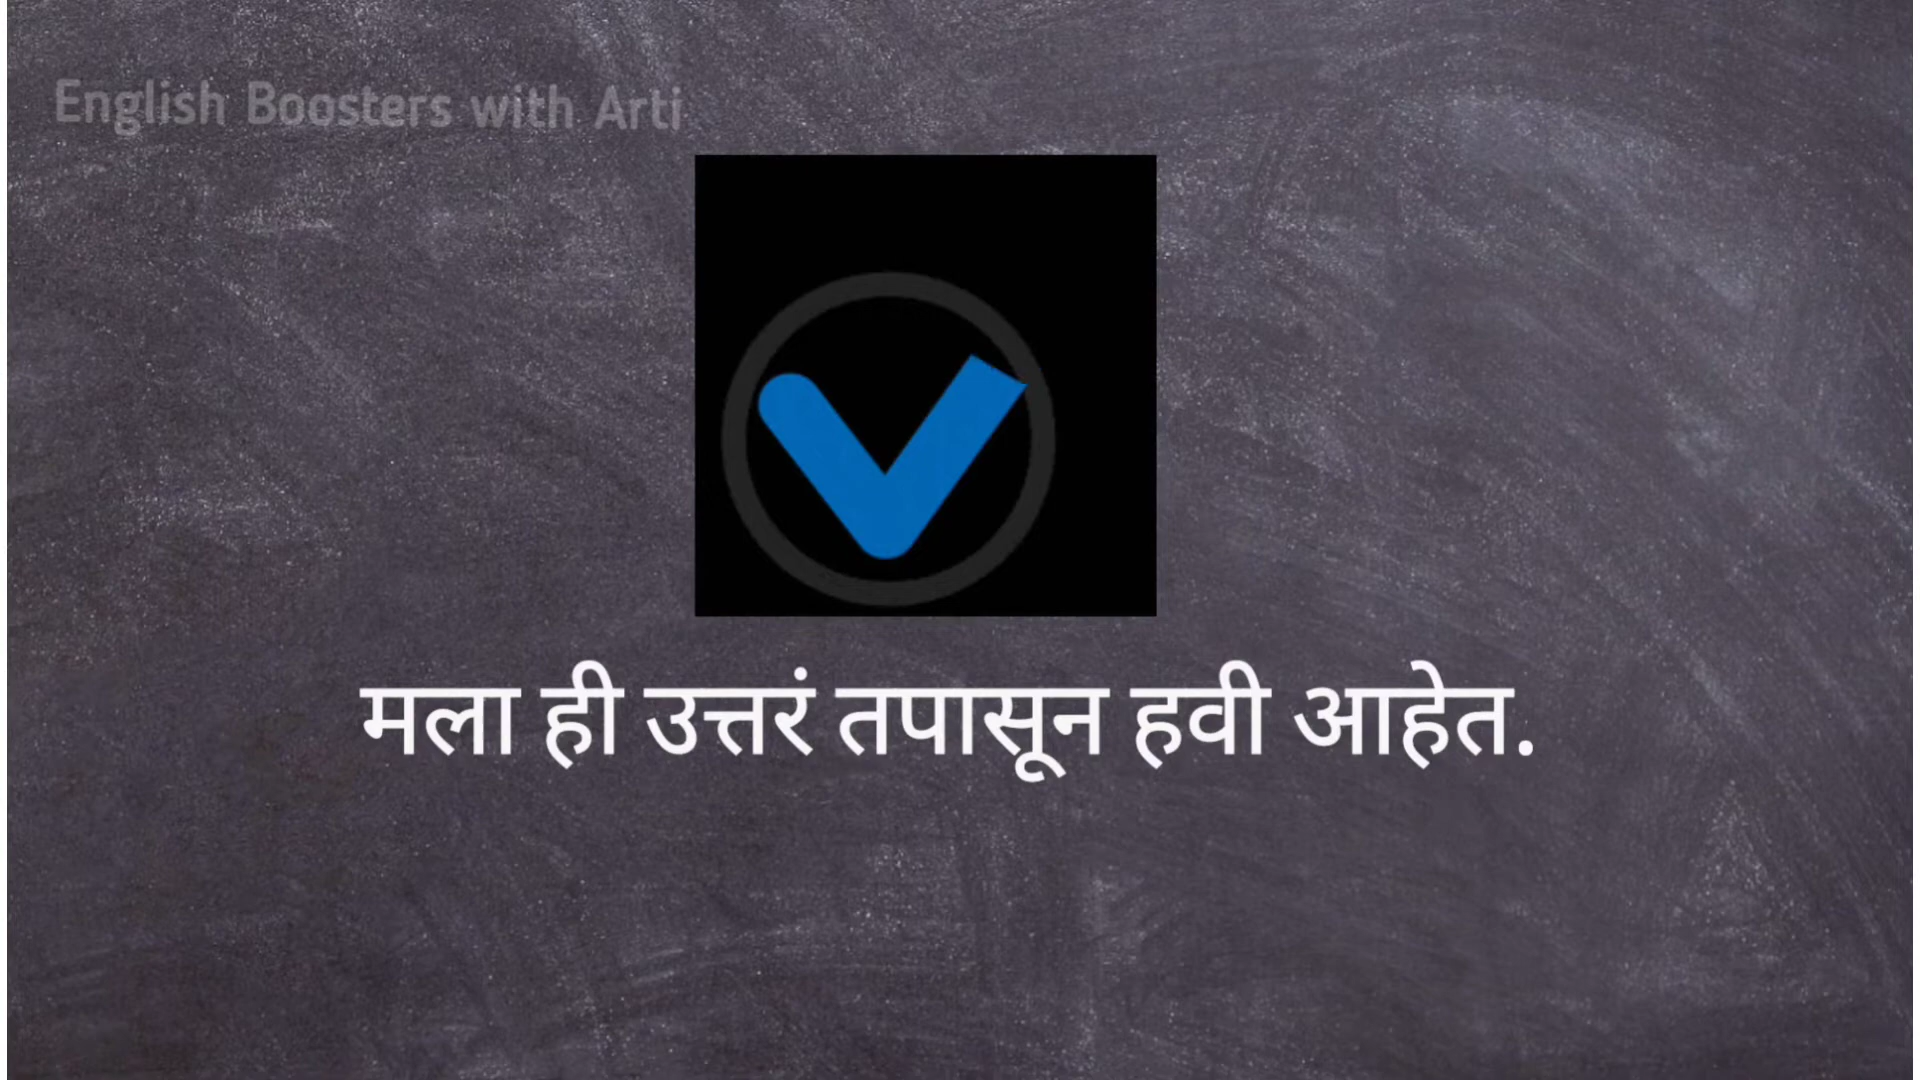 English Boosters with Arti
मला ही उत्तरं तपासून हवी आहेत.